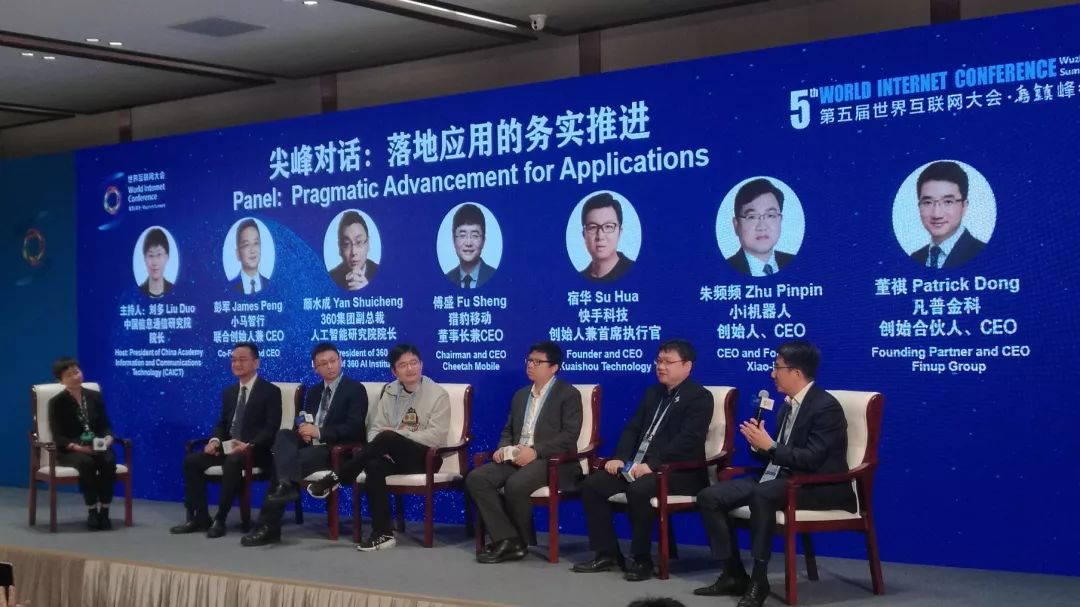 5th WORLD INTERNET CONFERENCE
第五届世界互联网大会·乌镇峰
世界互联网大会
World Internet
Conference
尖峰对话：落地应用的务实推进
Panel: Pragmatic Advancement for Applications
主持人：刘多 Liu Duo
中国信息通信研究院
院长
Host: President of China Academy
Information and Communications
Technology (CAICT)
彭军 James Peng
小马智行
联合创始人兼 CEO
颜水成 Yan Shuicheng
360集团副总裁
人工智能研究院院长
President of 360
of 360 AI Institu
傅盛 Fu Sheng
猎豹移动
董事长兼CEO
Chairman and CEO
Cheetah Mobile
宿华 Su Hua
快手科技
创始人兼首席执行官
Founder and CEO
Kuaishou Technology
朱频频 Zhu Pinpin
小i机器人
创始人、CEO
CEO and Fo
Xiao-
董祺 Patrick Dong
凡普金科
创始合伙人、CEO
Founding Partner and CEO
Finup Group